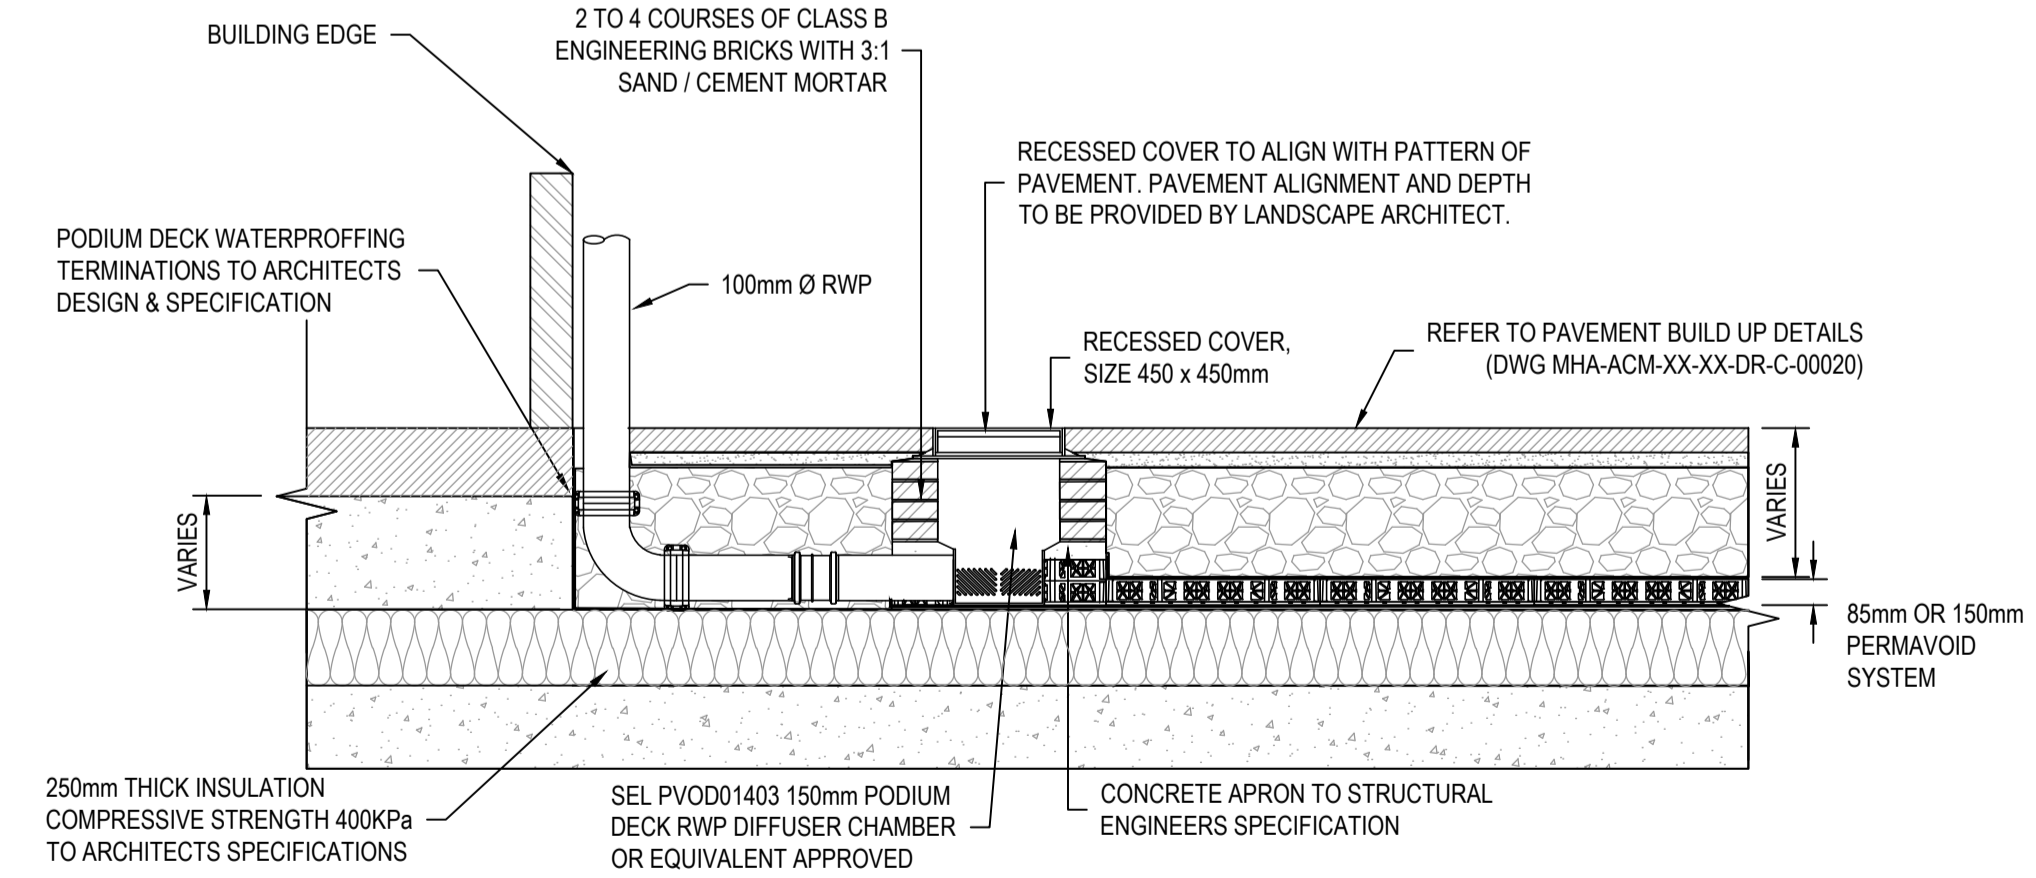 BUILDING EDGE
2 TO 4 COURSES OF CLASS B
ENGINEERING BRICKS WITH 3:1
SAND / CEMENT MORTAR
RECESSED COVER TO ALIGN WITH PATTERN OF
PAVEMENT. PAVEMENT ALIGNMENT AND DEPTH
TO BE PROVIDED BY LANDSCAPE ARCHITECT.
PODIUM DECK WATERPROFFING
TERMINATIONS TO ARCHITECTS
DESIGN & SPECIFICATION
100mm Ø RWP
RECESSED COVER,
SIZE 450 x 450mm
REFER TO PAVEMENT BUILD UP DETAILS
(DWG MHA-ACM-XX-XX-DR-C-00020)
VARIES
VARIES
85mm OR 150mm
PERMAVOID
SYSTEM
250mm THICK INSULATION
COMPRESSIVE STRENGTH 400KPa
TO ARCHITECTS SPECIFICATIONS
SEL PVOD01403 150mm PODIUM
DECK RWP DIFFUSER CHAMBER
OR EQUIVALENT APPROVED
CONCRETE APRON TO STRUCTURAL
ENGINEERS SPECIFICATION